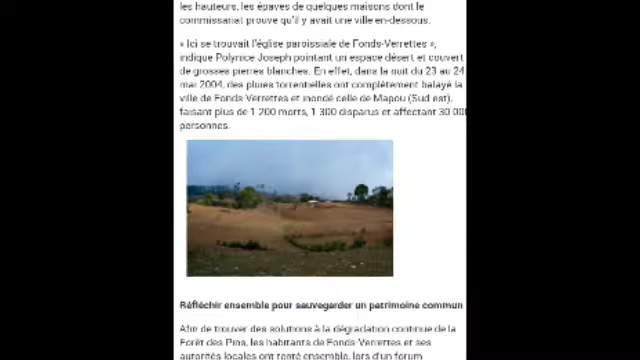 les hauteurs, les épaves de quelques maisons dont le
commissariat prouve qu'il y avait une ville en-dessous.
« Ici se trouvait l'église paroissiale de Fonds-Verrettes »,
indique Polynice Joseph pointant un espace désert et couvert
de grosses pierres blanches. En effet, dans la nuit du 23 au 24
mai 2004, des pluies torrentielles ont complètement balayé la
ville de Fonds-Verrettes et inondé celle de Mapou (Sud-est),
faisant plus de 1 200 morts, 1 300 disparus et affectant 30 000
personnes.
Réfléchir ensemble pour sauvegarder un patrimoine commun
Afin de trouver des solutions à la dégradation continue de la
Forêt des Pins, les habitants de Fonds-Verrettes et ses
autorités locales ont tenté ensemble, lors d'un forum